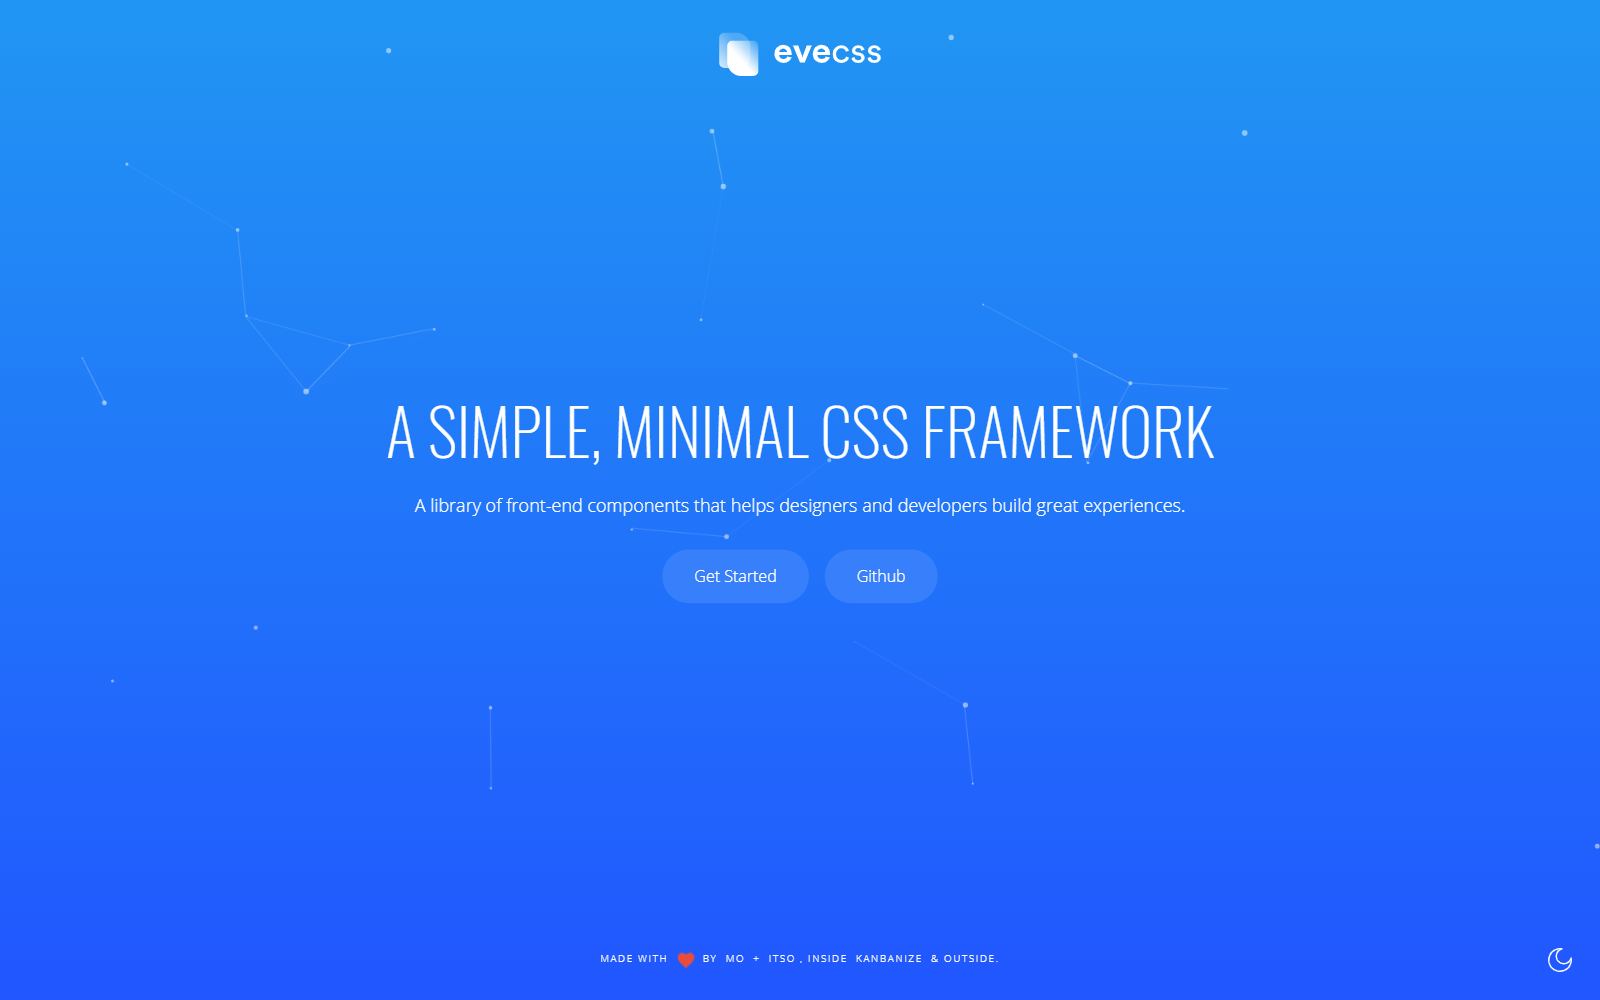 evecss
A SIMPLE, MINIMAL CSS FRAMEWORK
A library of front-end components that helps designers and developers build great experiences.
Get Started Github
MADE WITH BY MO + ITSO , INSIDE KANBANIZE & OUTSIDE.